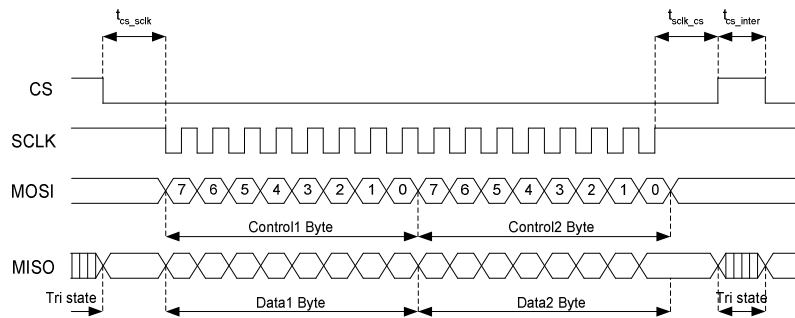 tcs_sclk
tsclk_cs
tcs_inter
CS
SCLK
MOSI
7 6 5 4 3 2 1 0 7 6 5 4 3 2 1 0
Control1 Byte
Control2 Byte
MISO
Tri state
Data1 Byte
Data2 Byte
Tri state